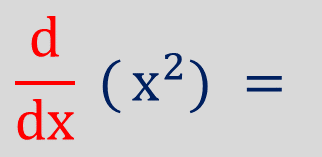 d/dx (x²) =